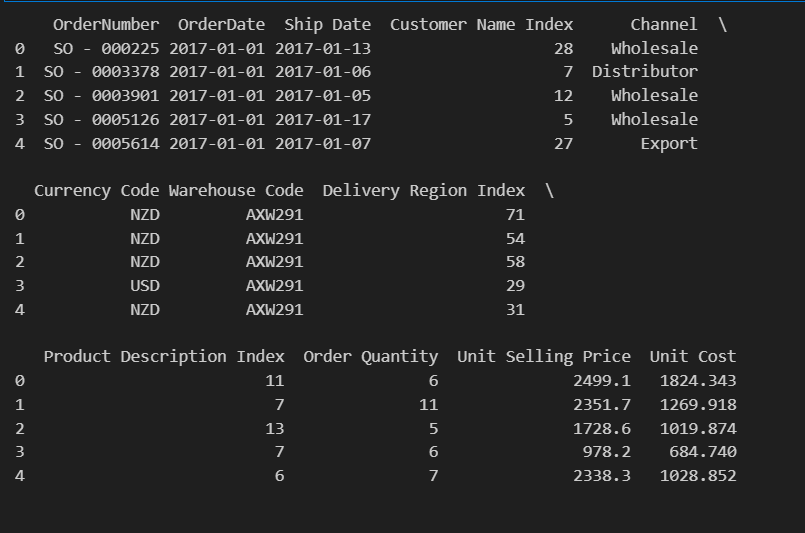 OrderNumber OrderDate Ship Date Customer Name Index Channel \
0 SO - 000225 2017-01-01 2017-01-13 28 Wholesale
1 SO - 0003378 2017-01-01 2017-01-06 7 Distributor
2 SO - 0003901 2017-01-01 2017-01-05 12 Wholesale
3 SO - 0005126 2017-01-01 2017-01-17 5 Wholesale
4 SO - 0005614 2017-01-01 2017-01-07 27 Export
Currency Code Warehouse Code Delivery Region Index \
0 NZD AXW291 71
1 NZD AXW291 54
2 NZD AXW291 58
3 USD AXW291 29
4 NZD AXW291 31
Product Description Index Order Quantity Unit Selling Price Unit Cost
0 11 6 2499.1 1824.343
1 7 11 2351.7 1269.918
2 13 5 1728.6 1019.874
3 7 6 978.2 684.740
4 6 7 2338.3 1028.852